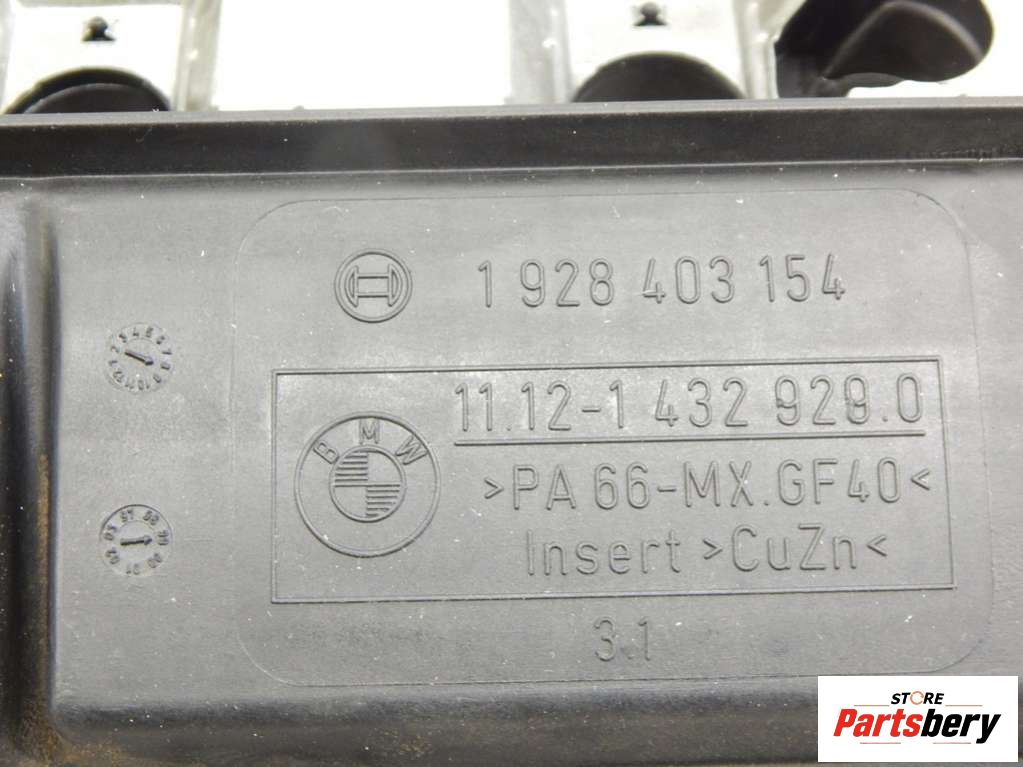 1 928 403 154
11.12-1 432 929.0
BMW
>PA 66-MX.GF40<
Insert >CuZn<
3.1
STORE
Partsbery